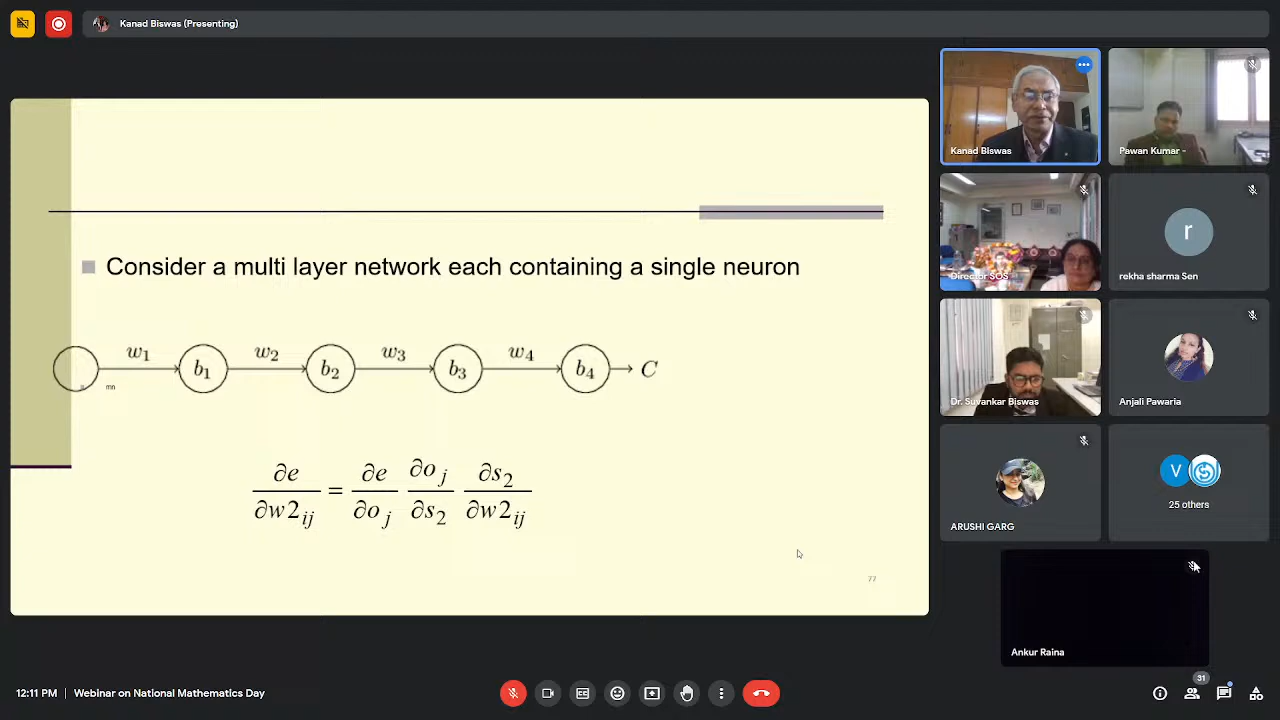 Kanad Biswas (Presenting)
Consider a multi layer network each containing a single neuron
w₁ w₂ w₃ w₄
b₁ b₂ b₃ b₄ C
mn
∂e/∂w2ij = ∂e/∂oj ∂oj/∂s₂ ∂s₂/∂w2ij
77
Kanad Biswas
Pawan Kumar -
Director SOS
r
rekha sharma Sen
Dr. Suvankar Biswas
Anjali Pawaria
ARUSHI GARG
V
25 others
Ankur Raina
12:11 PM | Webinar on National Mathematics Day
31